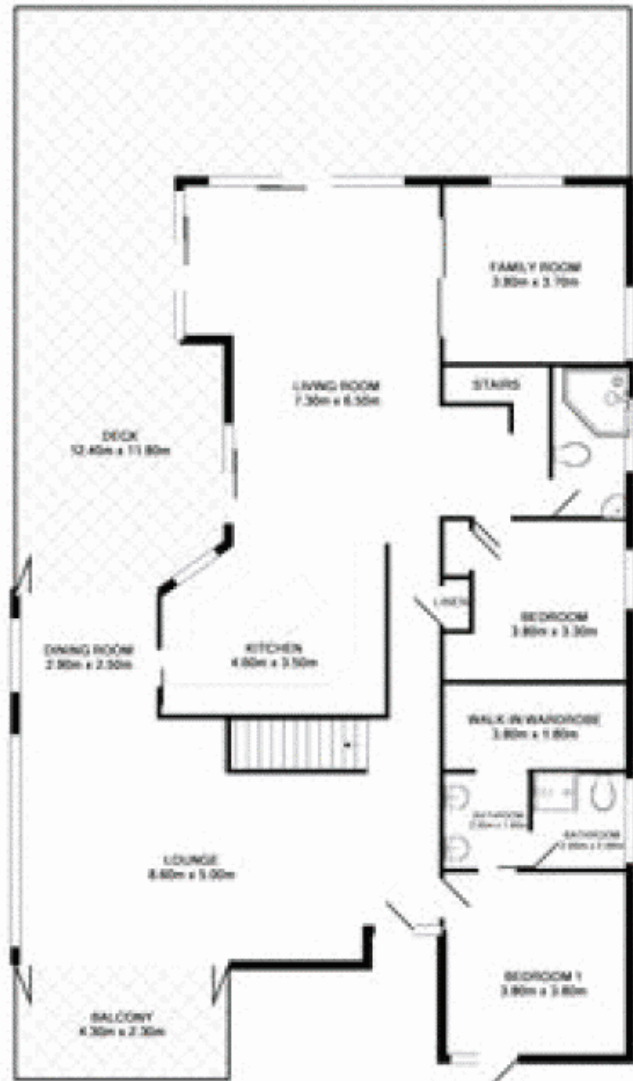 FAMILY ROOM
3.80m x 3.70m
LIVING ROOM
7.30m x 6.50m
STAIRS
DECK
12.40m x 11.80m
LINEN
BEDROOM
3.80m x 3.30m
DINING ROOM
2.90m x 2.50m
KITCHEN
4.60m x 3.50m
WALK-IN WARDROBE
3.80m x 1.80m
BATHROOM
BATHROOM
LOUNGE
8.60m x 5.00m
BEDROOM 1
3.80m x 3.80m
BALCONY
4.30m x 2.30m